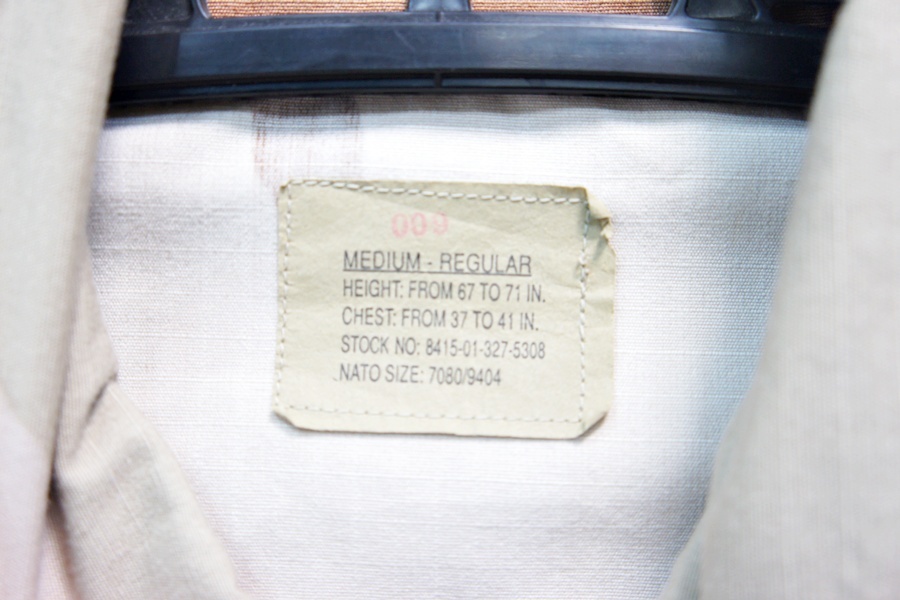 009
MEDIUM - REGULAR
HEIGHT: FROM 67 TO 71 IN.
CHEST: FROM 37 TO 41 IN.
STOCK NO: 8415-01-327-5308
NATO SIZE: 7080/9404